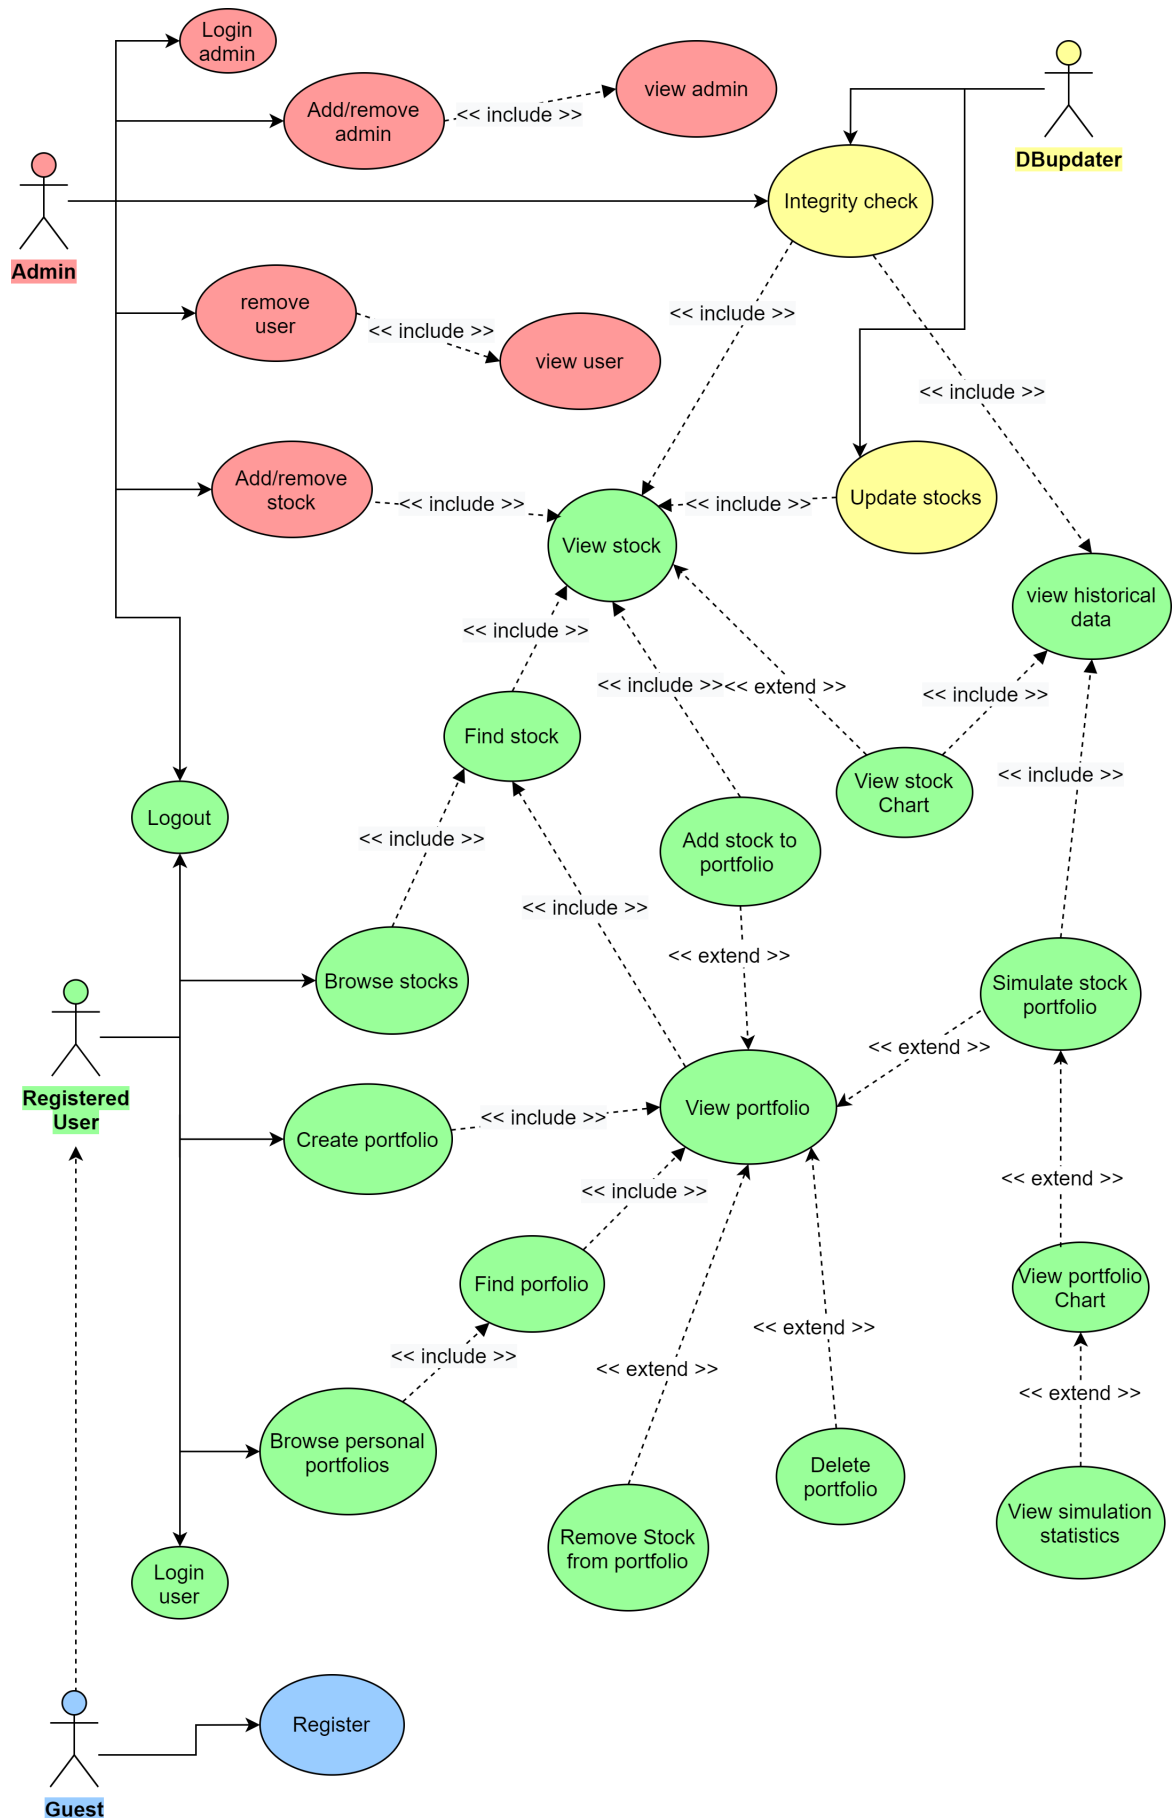 Login
admin
Add/remove
admin
<< include >>
view admin
DBupdater
Admin
Integrity check
remove
user
<< include >>
view user
<< include >>
<< include >>
Add/remove
stock
<< include >>
View stock
<< include >>
Update stocks
view historical
data
<< include >>
<< include >>
<< extend >>
<< include >>
Find stock
View stock
Chart
<< include >>
Logout
<< include >>
Add stock to
portfolio
<< include >>
<< extend >>
Browse stocks
Simulate stock
portfolio
<< extend >>
Registered
User
Create portfolio
<< include >>
View portfolio
<< include >>
<< extend >>
Find porfolio
View portfolio
Chart
<< include >>
<< extend >>
<< extend >>
<< extend >>
Browse personal
portfolios
Delete
portfolio
Remove Stock
from portfolio
View simulation
statistics
Login
user
Register
Guest